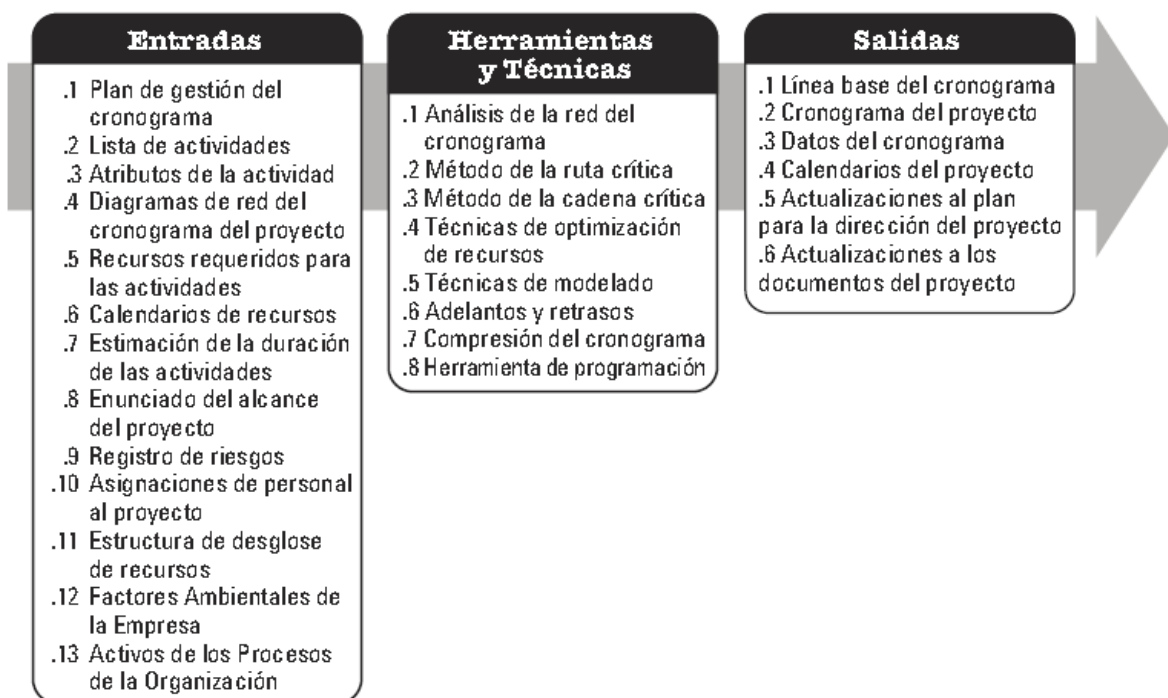 Entradas
.1 Plan de gestión del
cronograma
.2 Lista de actividades
.3 Atributos de la actividad
.4 Diagramas de red del
cronograma del proyecto
.5 Recursos requeridos para
las actividades
.6 Calendarios de recursos
.7 Estimación de la duración
de las actividades
.8 Enunciado del alcance
del proyecto
.9 Registro de riesgos
.10 Asignaciones de personal
al proyecto
.11 Estructura de desglose
de recursos
.12 Factores Ambientales de
la Empresa
.13 Activos de los Procesos
de la Organización
Herramientas
y Técnicas
.1 Análisis de la red del
cronograma
.2 Método de la ruta crítica
.3 Método de la cadena crítica
.4 Técnicas de optimización
de recursos
.5 Técnicas de modelado
.6 Adelantos y retrasos
.7 Compresión del cronograma
.8 Herramienta de programación
Salidas
.1 Línea base del cronograma
.2 Cronograma del proyecto
.3 Datos del cronograma
.4 Calendarios del proyecto
.5 Actualizaciones al plan
para la dirección del proyecto
.6 Actualizaciones a los
documentos del proyecto